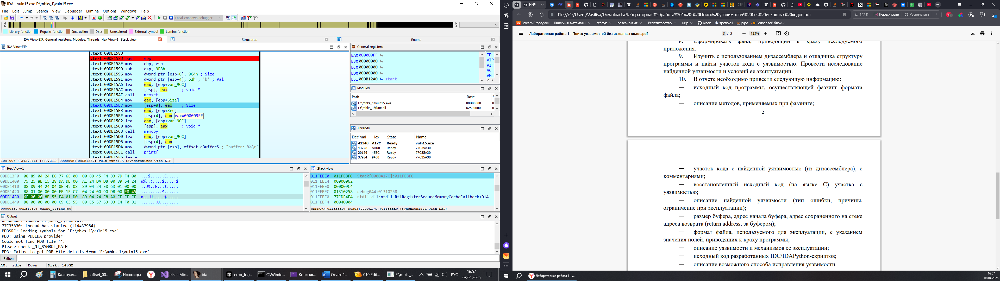 IDA - vuln15.exe E:\mbks_1\vuln15.exe
File Edit Jump Search View Debugger Lumina Options Windows Help
Local Windows debugger
Library function Regular function Instruction Data Unexplored External symbol Lumina function
IDA View-EIP, General registers, Modules, Threads, Hex View-1, Stack view
Structures
Enums
IDA View-EIP
.text:00DB158D
.text:00DB158D push ebp
.text:00DB158E mov ebp, esp
.text:00DB1590 sub esp, 9E8h
.text:00DB1596 mov dword ptr [esp+8], 9C4h ; Size
.text:00DB159E mov dword ptr [esp+4], 62h ; 'b' ; Val
.text:00DB15A6 lea eax, [ebp+var_9CC]
.text:00DB15AC mov [esp], eax ; void *
.text:00DB15AF call memset
.text:00DB15B4 mov eax, [ebp+Size]
.text:00DB15B7 mov [esp+8], eax ; Size
.text:00DB15BB mov eax, [ebp+Src]
.text:00DB15BE mov [esp+4], eax eax=000009FF
.text:00DB15C2 lea eax, [ebp+var_9CC]
.text:00DB15C8 mov [esp], eax ; void *
.text:00DB15CB call memcpy
.text:00DB15D0 lea eax, [ebp+var_9CC]
.text:00DB15D6 mov [esp+4], eax
.text:00DB15DA mov dword ptr [esp], offset aBufferS ; "buffer: %s\n"
.text:00DB15E1 call printf
.text:00DB15E6 leave
100.00% (-342,266) (649,211) 000009B7 00DB15B7: vuln_func+2A (Synchronized with EIP)
General registers
EAX 000009FF
EBX 00000000
ECX 00000000
EDX 00000000
ESI 00DB12A0 start
ID
VIP
VIF
AC
VM
Modules
Path Base S
E:\mbks_1\vuln15.exe 00DB0000 0
E:\mbks_1\func.dll 62500000 0
Threads
Decimal Hex State Name
41340 A17C Ready vuln15.exe
43728 AAD0 Ready 77C35A30
20156 4EBC Ready 77C35A30
37984 9460 Ready 77C35A30
Hex View-1
00DB13F0 08 89 04 24 E8 77 6E 00 00 89 45 F4 83 7D F4 00 ...$......E.....
00DB1400 75 25 8B 15 28 DA DB 00 A1 24 DA DB 00 89 54 24 u%..(....$....T$
00DB1410 08 89 44 24 04 8B 45 08 89 04 24 E8 6D 01 00 00 ..D$..E...$.....
00DB1420 B8 01 00 00 00 EB 1E C7 04 24 00 90 DB 00 E8 45 .........$......
00DB1430 6E 00 00 8B 55 F4 01 D0 89 04 24 E8 A0 FF FF FF n...U.....$.....
00DB1440 B8 00 00 00 00 C9 C3 55 89 E5 57 53 83 E4 F0 81 .......U........
00000830 00DB1430: parse_string+50
Stack view
011FEBE0 011FEBFC Stack[0000A17C]:011FEBFC
011FEBE4 00000062
011FEBE8 000009C4
011FEBEC 01310258 debug044:01310258
011FEBF0 77CDF4E4 ntdll.dll:ntdll_RtlRegisterSecureMemoryCacheCallback+D14
011FEBF4 00040004
UNKNOWN 011FEBE0: Stack[0000A17C]:011FEBE0 (Synchronized with ESP)
Output
77C35A30: thread has started (tid=37984)
PDBSRC: loading symbols for 'E:\mbks_1\vuln15.exe'...
PDB: using PDBIDA provider
Could not find PDB file ''.
Please check _NT_SYMBOL_PATH
PDB: Failed to get PDB file details from 'E:\mbks_1\vuln15.exe'
Python
AU: idle Down Disk: 149GB
Калькуля... offset_00... Ножницы etst - Mic... ida error_log... C:\Windo... Консоль... Отчет-1... 010 Edit... E:\mbks_...
РУС
16:57
08.04.2025
45 45 НИР
file:///C:/Users/Vasilisa/Downloads/Лабораторная%20работа%201%20-%20Поиск%20уязвимостей%20без%20исходных%20кодов.pdf
122% Пересказать Распечатать
220 Stream Propagan Книжки и математи ctf сук полезно в ит Репетиторство нир bison трспо dll pipe Голосовой блокн
Лабораторная работа 1 - Поиск уязвимостей без исходных кодов.pdf
3 / 3
123%
8. Сформировать файл, приводящий к краху исследуемого
приложения.
9. Изучить с использованием дизассемблера и отладчика структуру
программы и найти участок кода с уязвимостью. Провести исследование
найденной уязвимости и условий ее эксплуатации.
10. В отчете необходимо привести следующую информацию:
— исходный код программы, осуществляющей фаззинг формата
файла;
— описание методов, применяемых при фаззинге;
2
— участок кода с найденной уязвимостью (из дизассемблера), с
комментариями;
— восстановленный исходный код (на языке C) участка с
уязвимостью;
— описание найденной уязвимости (тип ошибки, причины,
ограничение при эксплуатации);
— размер буфера, адрес начала буфера, адрес сохраненного на стеке
адреса возврата (return address, за буфером);
— формат файла, используемого для эксплуатации, с указанием
значения полей, приводящих к краху программы;
— описание уязвимости и механизмов ее эксплуатации;
— исходный код разработанных IDC/IDAPython-скриптов;
— описание возможного способа исправления уязвимости.
Лабораторная работа 1 - ...
16:57
08.04.2025